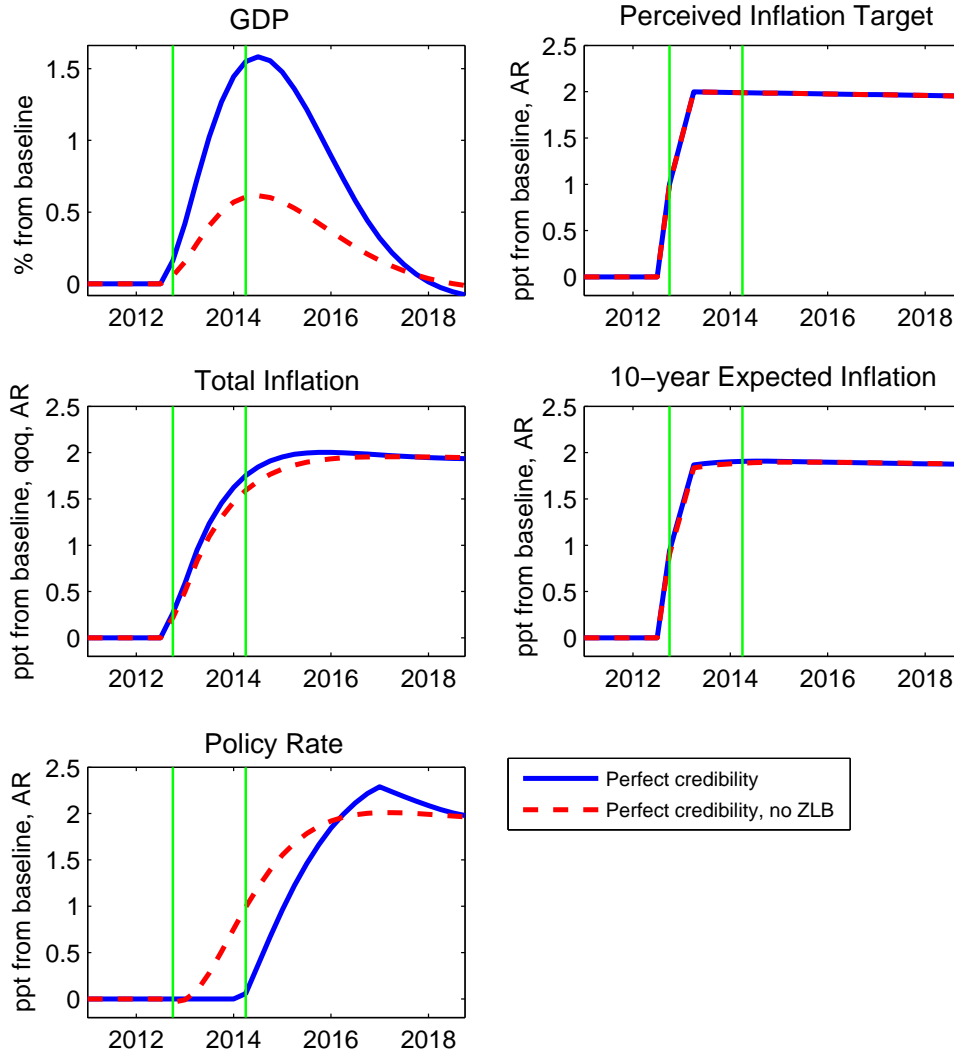 GDP
% from baseline
1.5
1
0.5
0
2012 2014 2016 2018
Perceived Inflation Target
ppt from baseline, AR
2.5
2
1.5
1
0.5
0
2012 2014 2016 2018
Total Inflation
ppt from baseline, qoq, AR
2.5
2
1.5
1
0.5
0
2012 2014 2016 2018
10−year Expected Inflation
ppt from baseline, AR
2.5
2
1.5
1
0.5
0
2012 2014 2016 2018
Policy Rate
ppt from baseline, AR
2.5
2
1.5
1
0.5
0
2012 2014 2016 2018
Perfect credibility
Perfect credibility, no ZLB